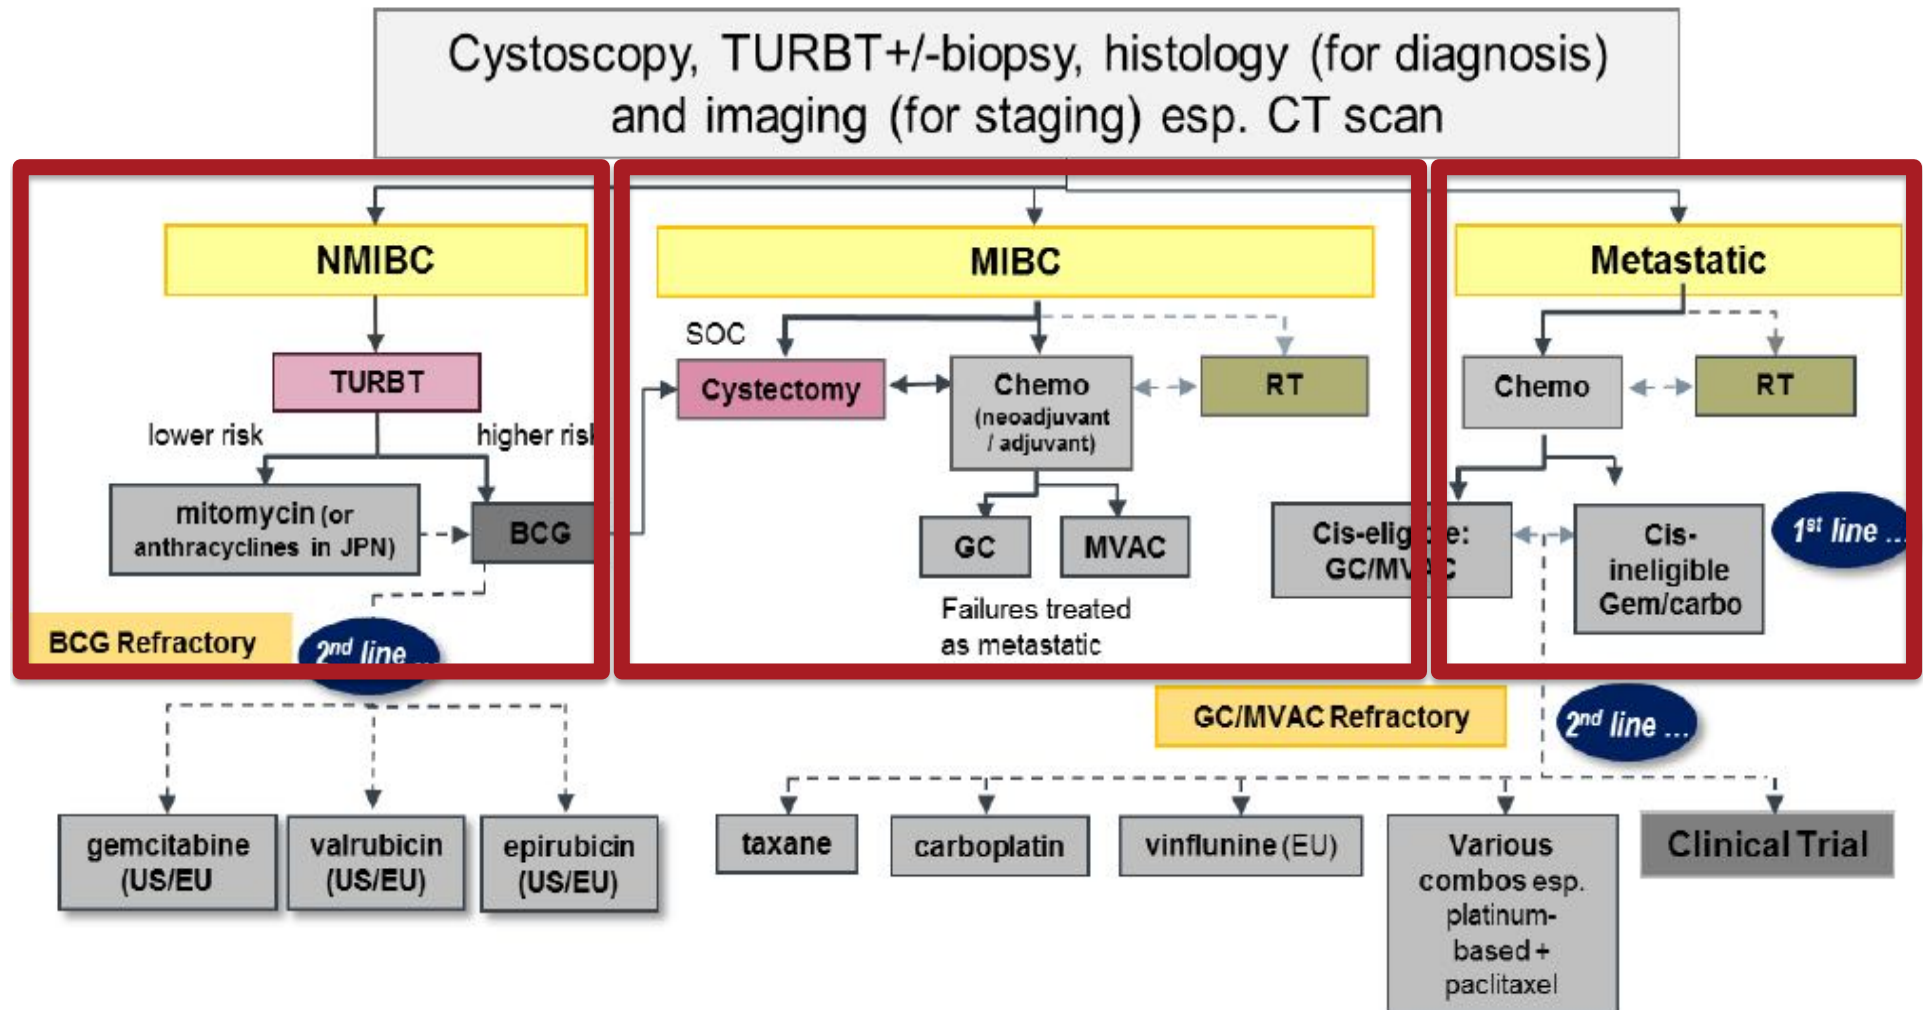 Cystoscopy, TURBT+/-biopsy, histology (for diagnosis)
and imaging (for staging) esp. CT scan
NMIBC
TURBT
lower risk
higher risk
mitomycin (or
anthracyclines in JPN)
BCG
BCG Refractory
2nd line ...
gemcitabine
(US/EU
valrubicin
(US/EU)
epirubicin
(US/EU)
MIBC
SOC
Cystectomy
Chemo
(neoadjuvant
/ adjuvant)
RT
GC
MVAC
Failures treated
as metastatic
Metastatic
Chemo
RT
Cis-eligible:
GC/MVAC
Cis-
ineligible
Gem/carbo
1st line ...
GC/MVAC Refractory
2nd line ...
taxane
carboplatin
vinflunine (EU)
Various
combos esp.
platinum-
based +
paclitaxel
Clinical Trial